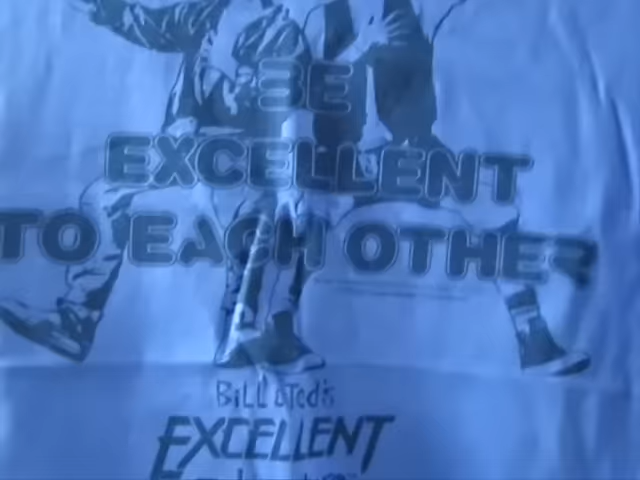 BE
EXCELLENT
TO EACH OTHER
Bill & Ted's
EXCELLENT